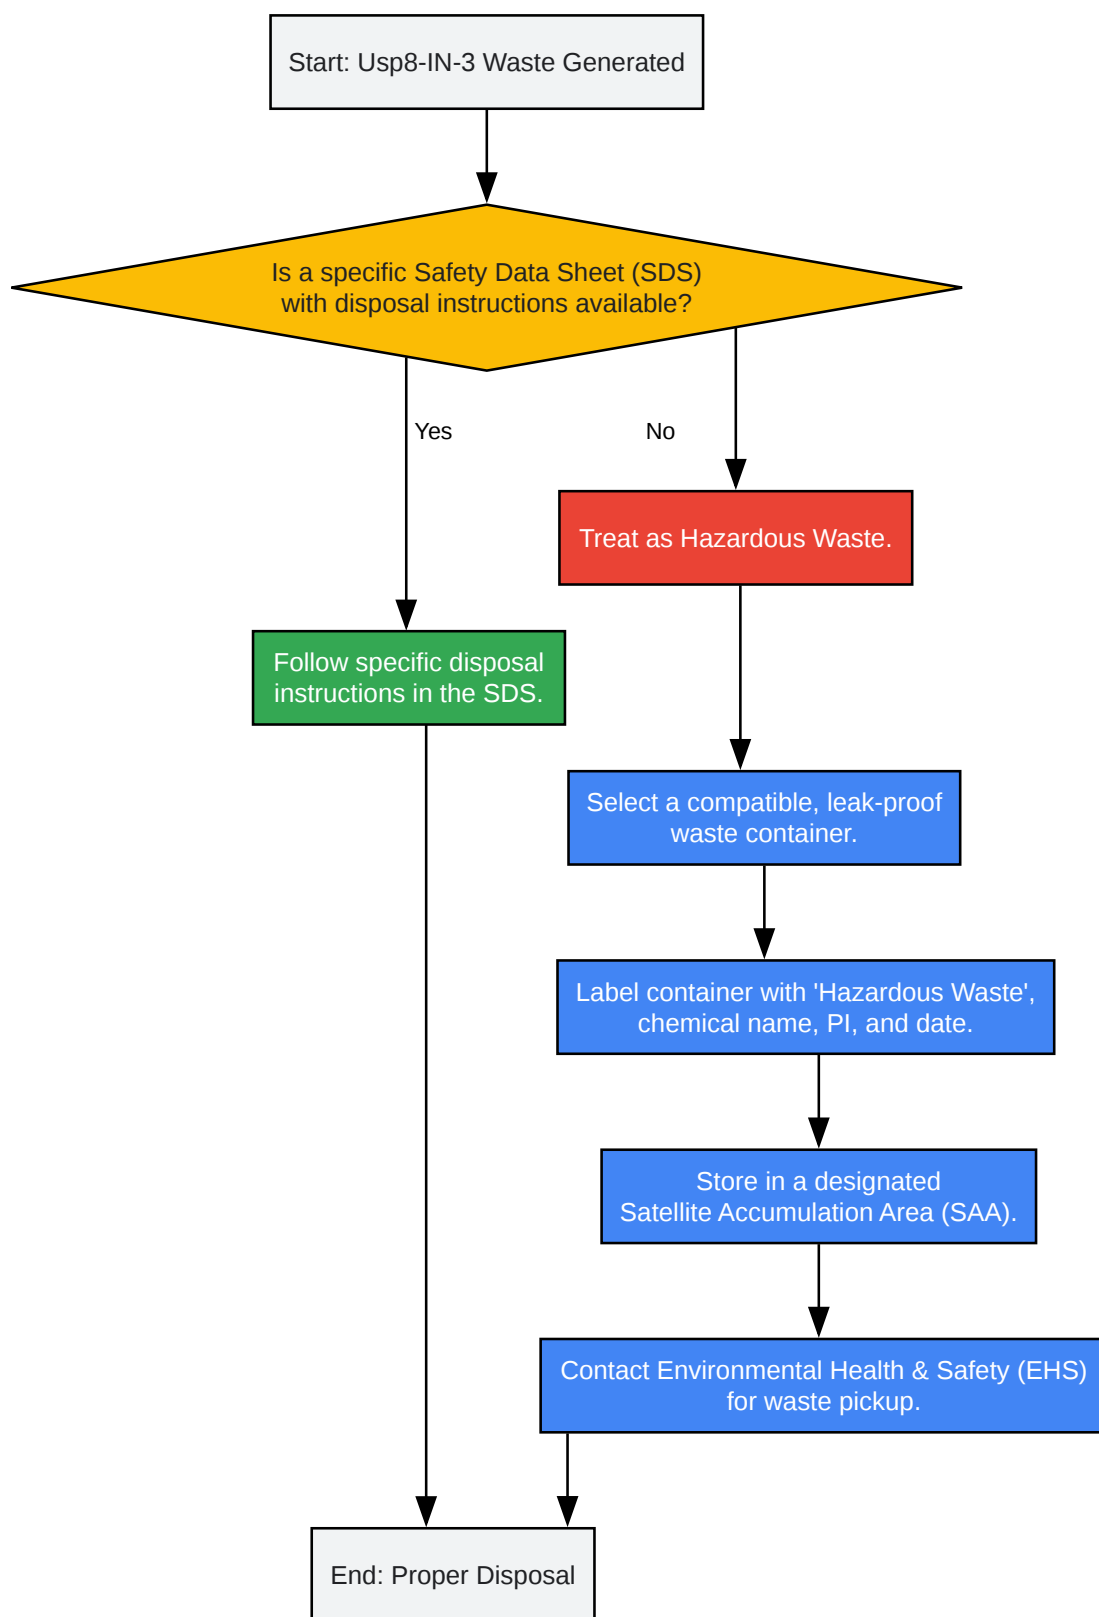 Start: Usp8-IN-3 Waste Generated
Is a specific Safety Data Sheet (SDS)
with disposal instructions available?
Yes
No
Treat as Hazardous Waste.
Follow specific disposal
instructions in the SDS.
Select a compatible, leak-proof
waste container.
Label container with 'Hazardous Waste',
chemical name, PI, and date.
Store in a designated
Satellite Accumulation Area (SAA).
Contact Environmental Health & Safety (EHS)
for waste pickup.
End: Proper Disposal